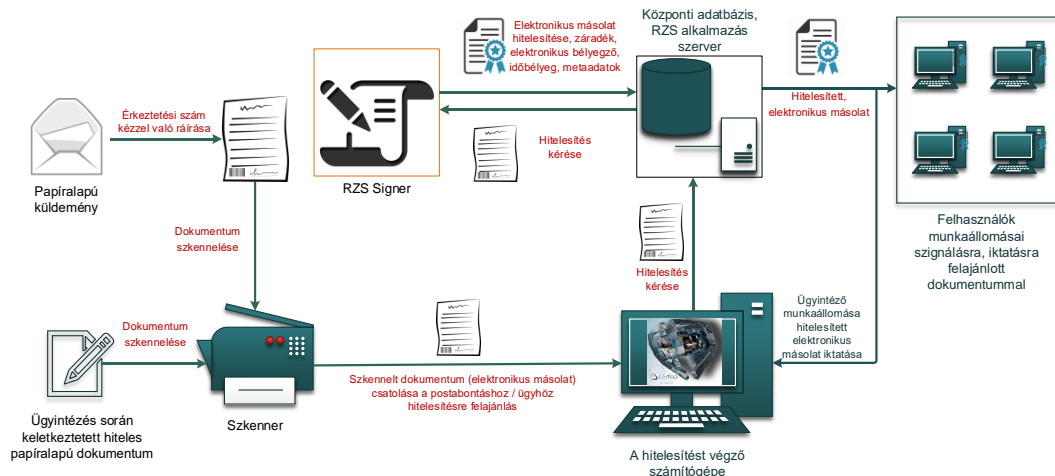 Elektronikus másolat
hitelesítése, záradék,
elektronikus bélyegző,
időbélyeg, metaadatok
Központi adatbázis,
RZS alkalmazás
szerver
Érkeztetési szám
kézzel való ráírása
Hitelesítés
kérése
Hitelesített,
elektronikus másolat
Papíralapú
küldemény
RZS Signer
Felhasználók
munkaállomásai
szignálásra, iktatásra
felajánlott
dokumentummal
Dokumentum
szkennelése
Hitelesítés
kérése
Dokumentum
szkennelése
Ügyintéző
munkaállomása
hitelesített
elektronikus
másolat iktatása
Szkennelt dokumentum (elektronikus másolat)
csatolása a postabontáshoz / ügyhöz
hitelesítésre felajánlás
Ügyintézés során
keletkeztetett hiteles
papíralapú dokumentum
Szkenner
A hitelesítést végző
számítógépe